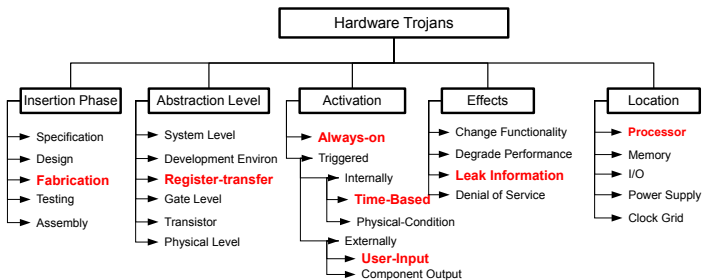 Hardware Trojans
Insertion Phase
Specification
Design
Fabrication
Testing
Assembly
Abstraction Level
System Level
Development Environ
Register-transfer
Gate Level
Transistor
Physical Level
Activation
Always-on
Triggered
Internally
Time-Based
Physical-Condition
Externally
User-Input
Component Output
Effects
Change Functionality
Degrade Performance
Leak Information
Denial of Service
Location
Processor
Memory
I/O
Power Supply
Clock Grid